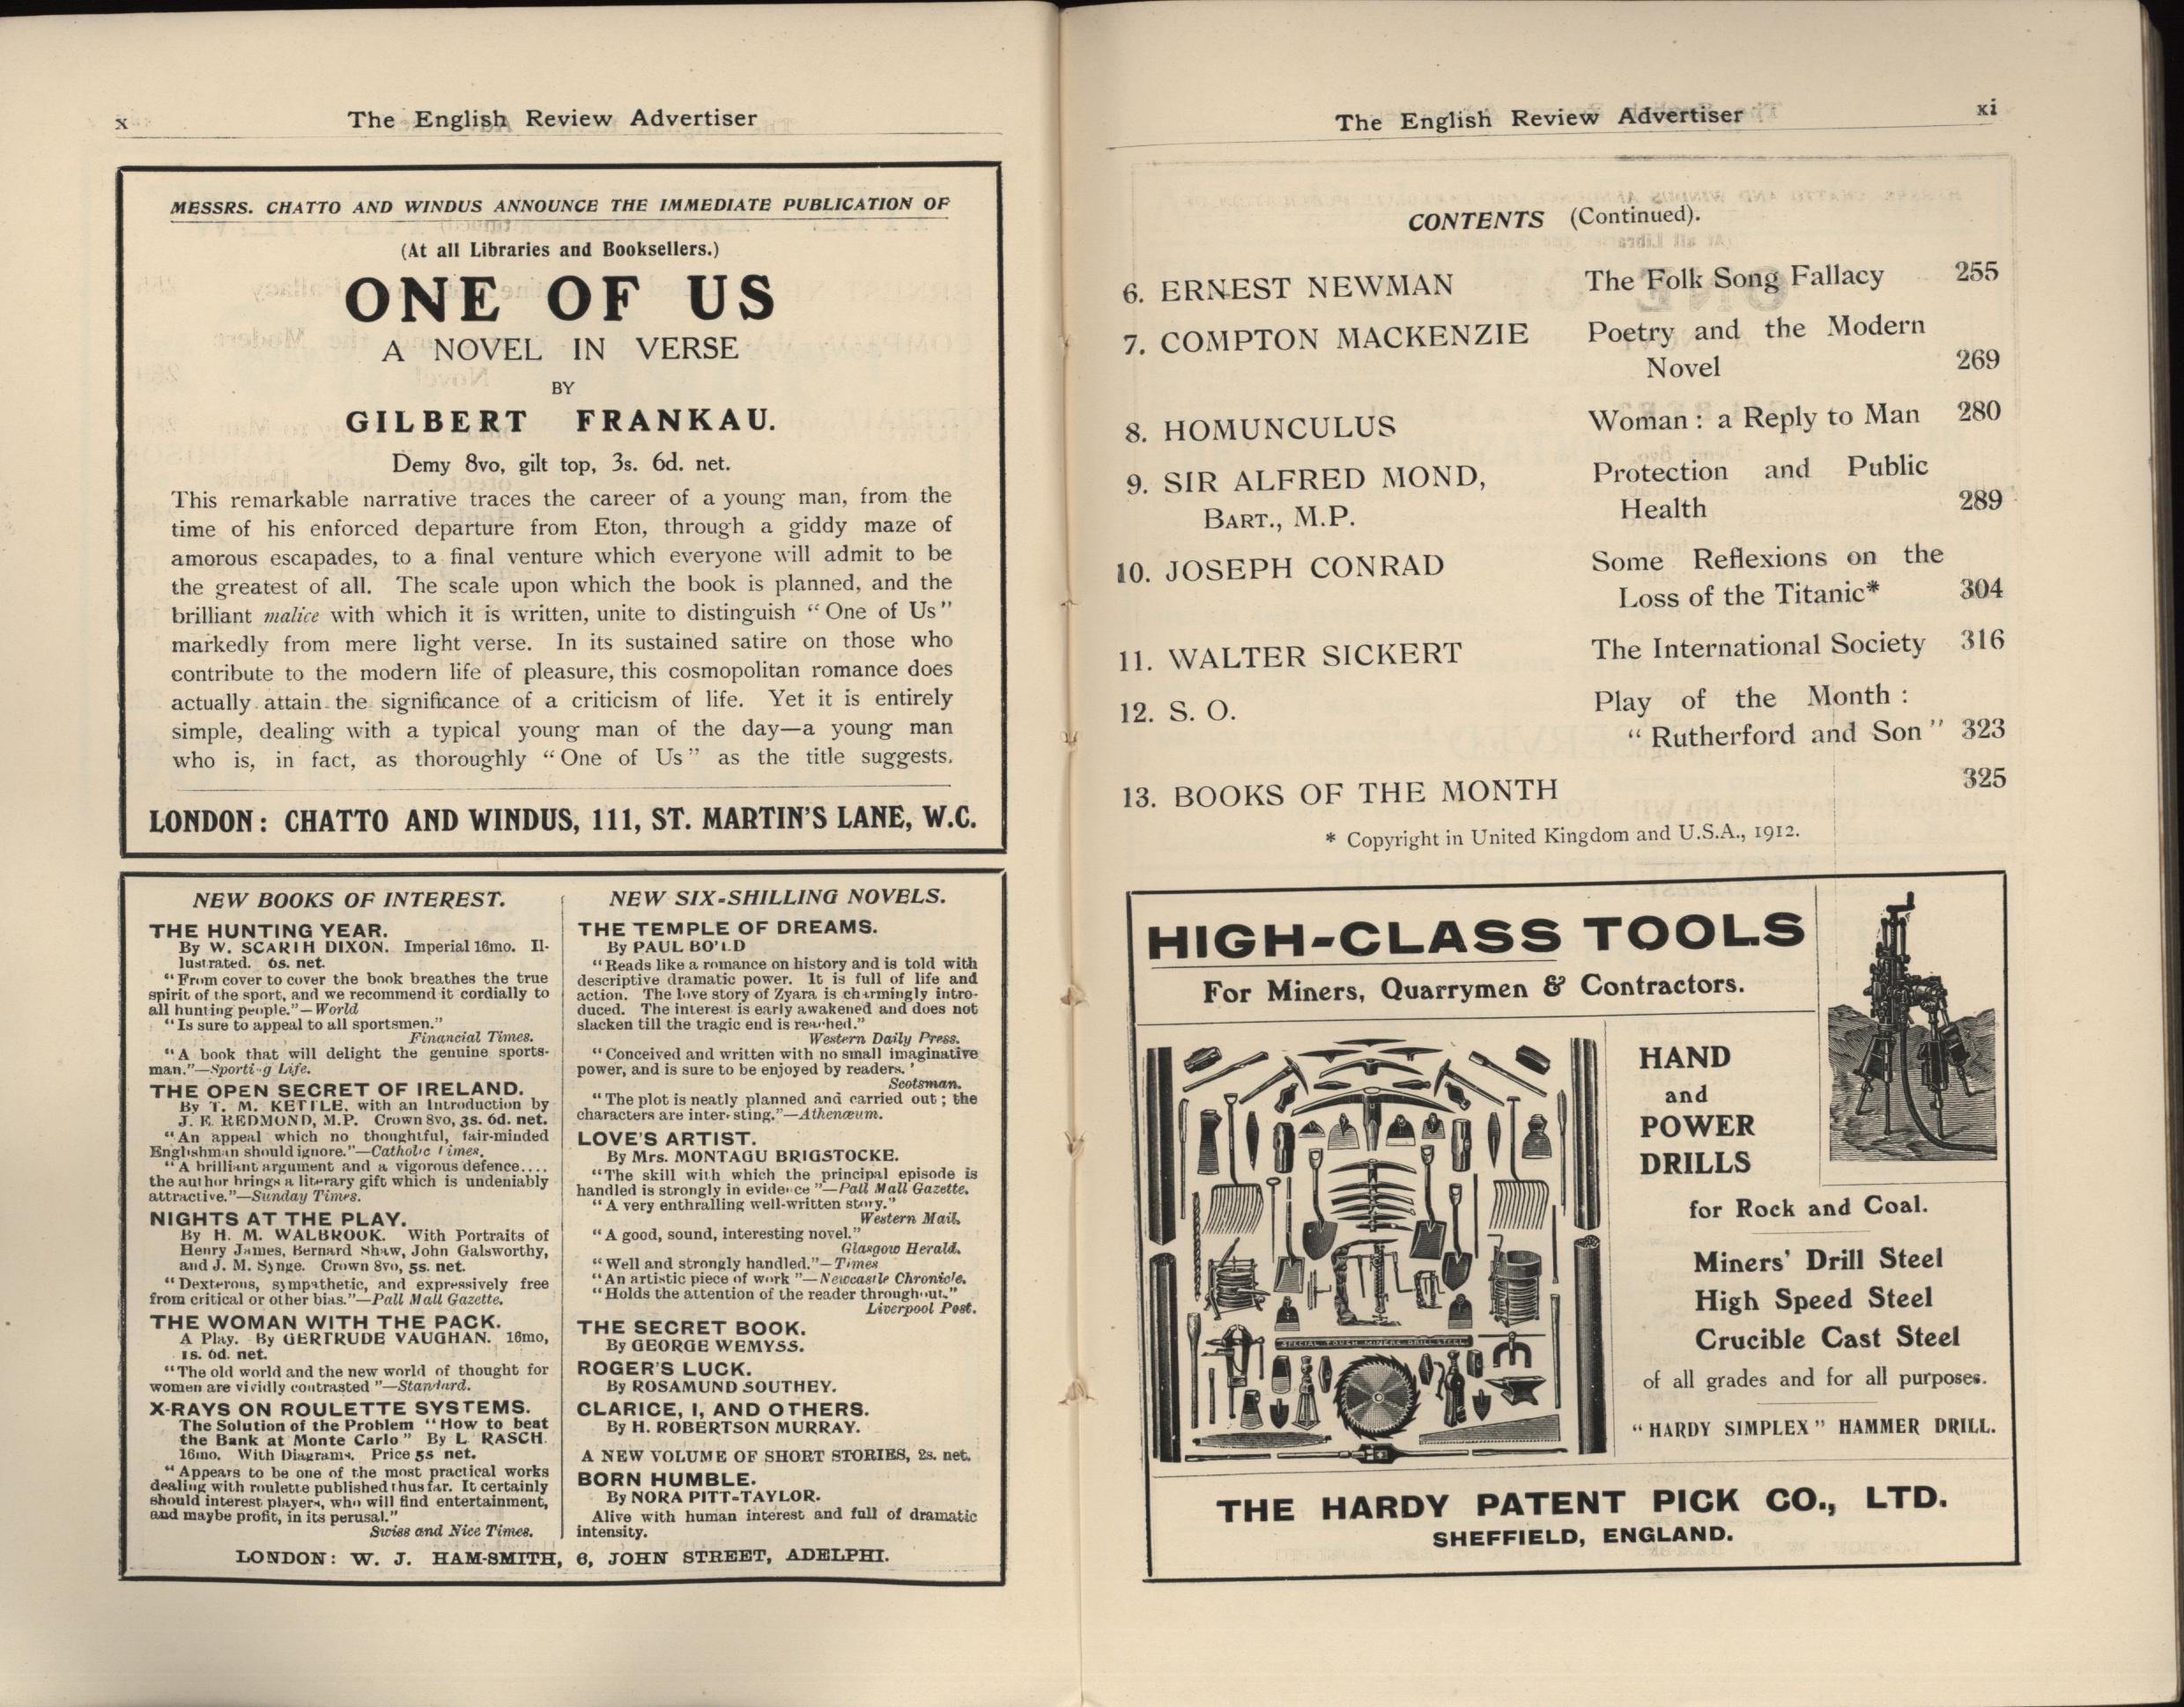 x
The English Review Advertiser
MESSRS. CHATTO AND WINDUS ANNOUNCE THE IMMEDIATE PUBLICATION OF
(At all Libraries and Booksellers.)
ONE OF US
A NOVEL IN VERSE
BY
GILBERT FRANKAU.
Demy 8vo, gilt top, 3s. 6d. net.
This remarkable narrative traces the career of a young man, from the
time of his enforced departure from Eton, through a giddy maze of
amorous escapades, to a final venture which everyone will admit to be
the greatest of all. The scale upon which the book is planned, and the
brilliant malice with which it is written, unite to distinguish "One of Us"
markedly from mere light verse. In its sustained satire on those who
contribute to the modern life of pleasure, this cosmopolitan romance does
actually attain the significance of a criticism of life. Yet it is entirely
simple, dealing with a typical young man of the day—a young man
who is, in fact, as thoroughly "One of Us" as the title suggests.
LONDON: CHATTO AND WINDUS, 111, ST. MARTIN'S LANE, W.C.
NEW BOOKS OF INTEREST.
THE HUNTING YEAR.
By W. SCARTH DIXON. Imperial 16mo. Il-
lustrated. 6s. net.
"From cover to cover the book breathes the true
spirit of the sport, and we recommend it cordially to
all hunting people."—World
"Is sure to appeal to all sportsmen."
Financial Times.
"A book that will delight the genuine sports-
man."—Sporting Life.
THE OPEN SECRET OF IRELAND.
By T. M. KETTLE, with an Introduction by
J. E. REDMOND, M.P. Crown 8vo, 3s. 6d. net.
"An appeal which no thoughtful, fair-minded
Englishman should ignore."—Catholic Times.
"A brilliant argument and a vigorous defence....
the author brings a literary gift which is undeniably
attractive."—Sunday Times.
NIGHTS AT THE PLAY.
By H. M. WALBROOK. With Portraits of
Henry James, Bernard Shaw, John Galsworthy,
and J. M. Synge. Crown 8vo, 5s. net.
"Dexterous, sympathetic, and expressively free
from critical or other bias."—Pall Mall Gazette.
THE WOMAN WITH THE PACK.
A Play. By GERTRUDE VAUGHAN. 16mo,
1s. 6d. net.
"The old world and the new world of thought for
women are vividly contrasted"—Standard.
X-RAYS ON ROULETTE SYSTEMS.
The Solution of the Problem "How to beat
the Bank at Monte Carlo" By L RASCH.
16mo. With Diagrams. Price 5s net.
"Appears to be one of the most practical works
dealing with roulette published thus far. It certainly
should interest players, who will find entertainment,
and maybe profit, in its perusal."
Swiss and Nice Times.
NEW SIX-SHILLING NOVELS.
THE TEMPLE OF DREAMS.
By PAUL
"Reads like a romance on history and is told with
descriptive dramatic power. It is full of life and
action. The love story of Zyara is charmingly intro-
duced. The interest is early awakened and does not
slacken till the tragic end is reached."
Western Daily Press.
"Conceived and written with no small imaginative
power, and is sure to be enjoyed by readers."
Scotsman.
"The plot is neatly planned and carried out; the
characters are interesting."—Athenæum.
LOVE'S ARTIST.
By Mrs. MONTAGU BRIGSTOCKE.
"The skill with which the principal episode is
handled is strongly in evidence"—Pall Mall Gazette.
"A very enthralling well-written story."
Western Mail.
"A good, sound, interesting novel."
Glasgow Herald.
"Well and strongly handled."—Times
"An artistic piece of work"—Newcastle Chronicle.
"Holds the attention of the reader throughout."
Liverpool Post.
THE SECRET BOOK.
By GEORGE WEMYSS.
ROGER'S LUCK.
By ROSAMUND SOUTHEY.
CLARICE, I, AND OTHERS.
By H. ROBERTSON MURRAY.
A NEW VOLUME OF SHORT STORIES, 2s. net.
BORN HUMBLE.
By NORA PITT-TAYLOR.
Alive with human interest and full of dramatic
intensity.
LONDON: W. J. HAM-SMITH, 6, JOHN STREET, ADELPHI.
The English Review Advertiser
xi
CONTENTS (Continued).
6. ERNEST NEWMAN The Folk Song Fallacy 255
7. COMPTON MACKENZIE Poetry and the Modern
Novel 269
8. HOMUNCULUS Woman: a Reply to Man 280
9. SIR ALFRED MOND, Protection and Public
BART., M.P. Health 289
10. JOSEPH CONRAD Some Reflexions on the
Loss of the Titanic* 304
11. WALTER SICKERT The International Society 316
12. S. O. Play of the Month:
"Rutherford and Son" 323
13. BOOKS OF THE MONTH 325
* Copyright in United Kingdom and U.S.A., 1912.
HIGH-CLASS TOOLS
For Miners, Quarrymen & Contractors.
SPECIAL TOUGH MINERS DRILL STEEL
HAND
and
POWER
DRILLS
for Rock and Coal.
Miners' Drill Steel
High Speed Steel
Crucible Cast Steel
of all grades and for all purposes.
"HARDY SIMPLEX" HAMMER DRILL.
THE HARDY PATENT PICK CO., LTD.
SHEFFIELD, ENGLAND.